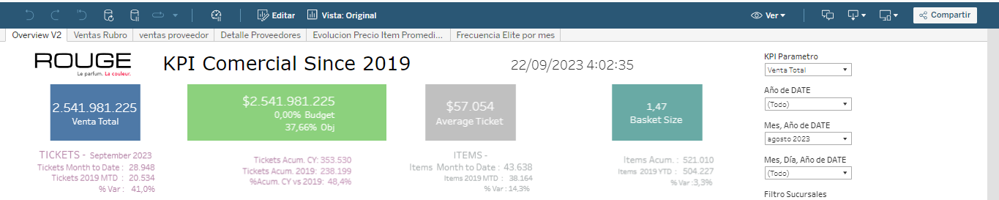 Editar
Vista: Original
Ver
Compartir
Overview V2
Ventas Rubro
ventas proveedor
Detalle Proveedores
Evolucion Precio Item Promedi...
Frecuencia Elite por mes
ROUGE
Le parfum. La couleur.
KPI Comercial Since 2019
22/09/2023 4:02:35
2.541.981.225
Venta Total
$2.541.981.225
0,00% Budget
37,66% Obj
$57.054
Average Ticket
1,47
Basket Size
TICKETS - September 2023
Tickets Month to Date : 28.948
Tickets 2019 MTD : 20.534
% Var : 41,0%
Tickets Acum. CY: 353.530
Tickets Acum. 2019: 238.199
%Acum. CY vs 2019: 48,4%
ITEMS -
Items Month to Date : 43.638
Items 2019 MTD : 38.164
% Var : 14,3%
Items Acum. : 521.010
Items 2019 YTD : 504.227
% Var :3,3%
KPI Parametro
Venta Total
Año de DATE
(Todo)
Mes, Año de DATE
agosto 2023
Mes, Día, Año de DATE
(Todo)
Filtro Sucursales